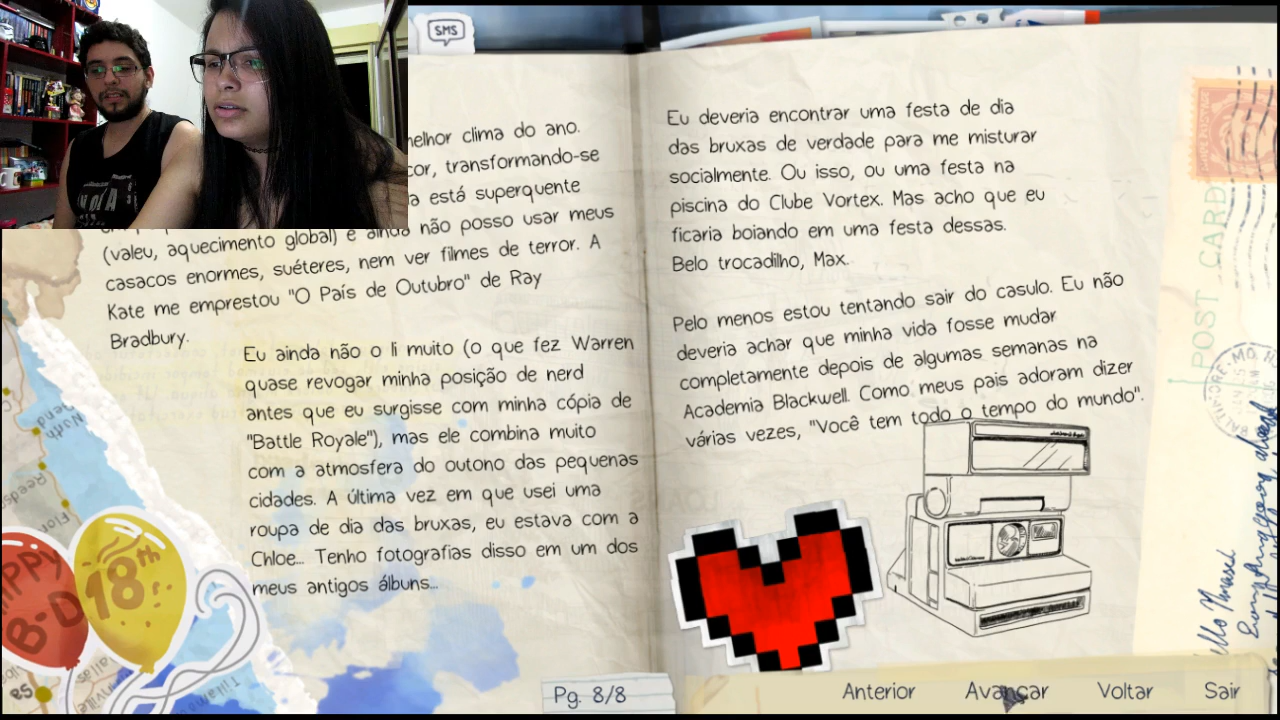 SMS
melhor clima do ano.
cor, transformando-se
está superquente
(valeu, aquecimento global) e ainda não posso usar meus
casacos enormes, suéteres, nem ver filmes de terror. A
Kate me emprestou "O País de Outubro" de Ray
Bradbury.
Eu ainda não o li muito (o que fez Warren
quase revogar minha posição de nerd
antes que eu surgisse com minha cópia de
"Battle Royale"), mas ele combina muito
com a atmosfera do outono das pequenas
cidades. A última vez em que usei uma
roupa de dia das bruxas, eu estava com a
Chloe... Tenho fotografias disso em um dos
meus antigos álbuns...
HAPPY
B-D
18th
Pg. 8/8
Eu deveria encontrar uma festa de dia
das bruxas de verdade para me misturar
socialmente. Ou isso, ou uma festa na
piscina do Clube Vortex. Mas acho que eu
ficaria boiando em uma festa dessas.
Belo trocadilho, Max.
Pelo menos estou tentando sair do casulo. Eu não
deveria achar que minha vida fosse mudar
completamente depois de algumas semanas na
Academia Blackwell. Como meus pais adoram dizer
várias vezes, "Você tem todo o tempo do mundo".
POST CARD
Anterior Avançar Voltar Sair